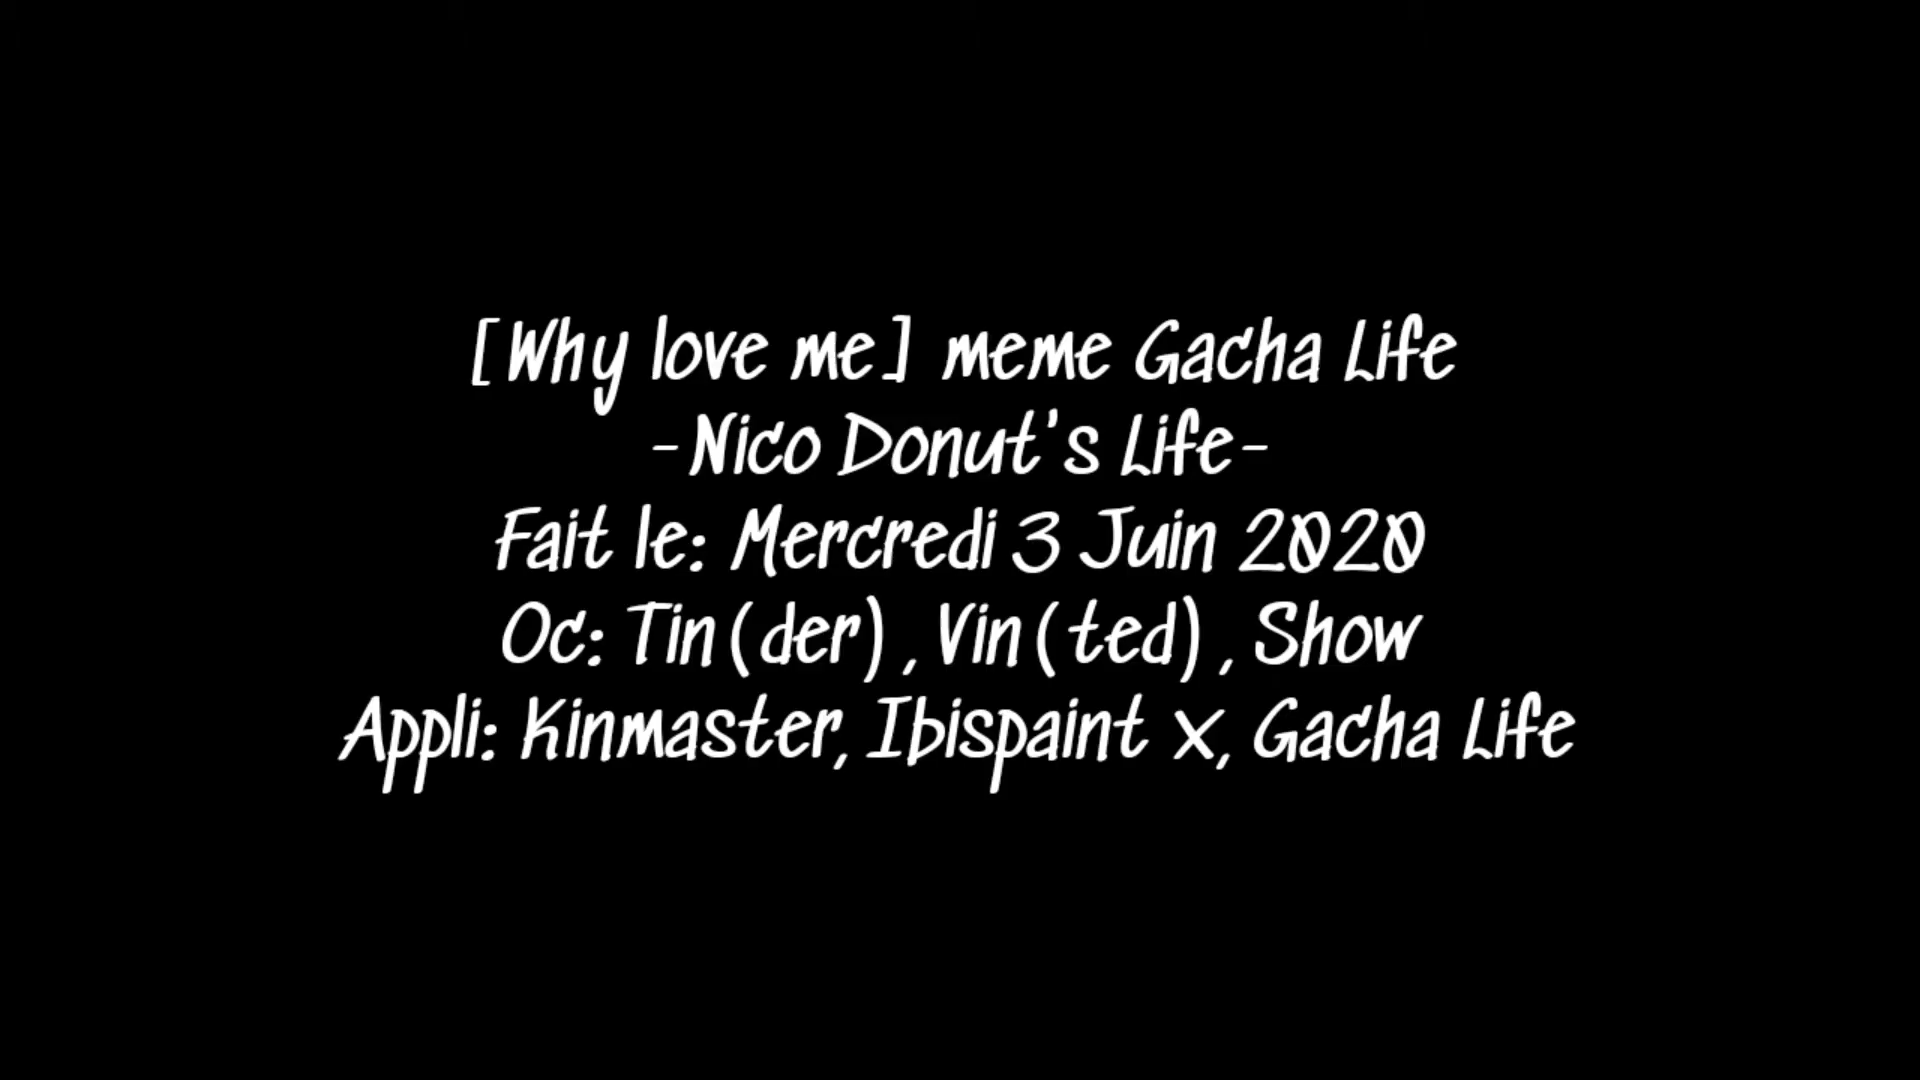 [Why love me] meme Gacha Life
-Nico Donut's Life-
Fait le: Mercredi 3 Juin 2020
Oc: Tin(der), Vin(ted), Show
Appli: Kinmaster, Ibispaint x, Gacha Life